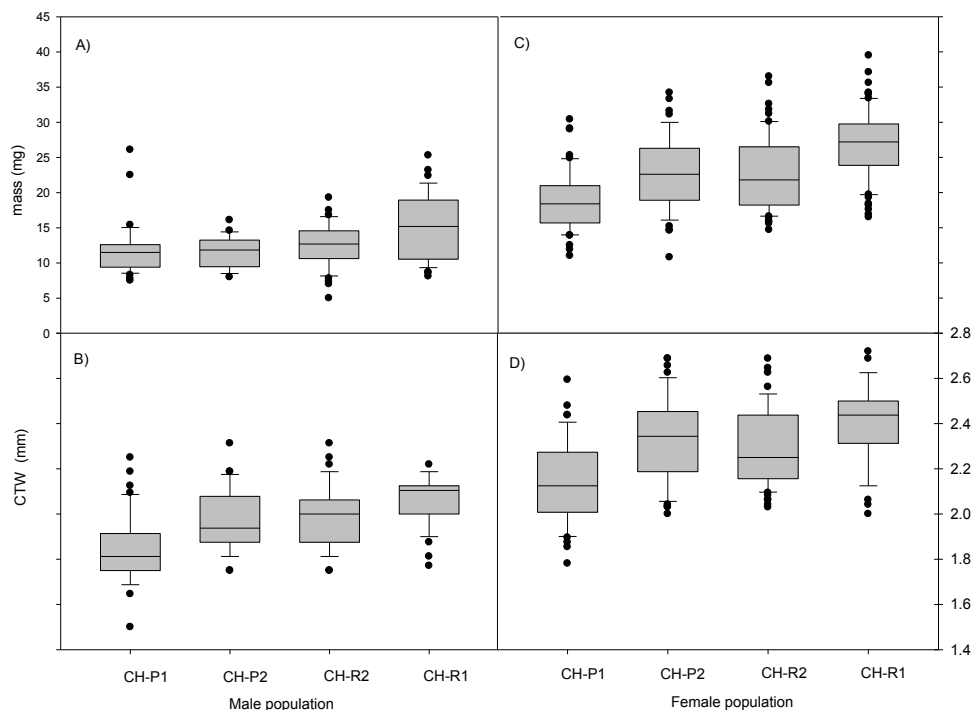 45
40
35
30
25
20
15
10
5
0
mass (mg)
A)
C)
B)
D)
CTW (mm)
2.8
2.6
2.4
2.2
2.0
1.8
1.6
1.4
CH-P1 CH-P2 CH-R2 CH-R1 CH-P1 CH-P2 CH-R2 CH-R1
Male population Female population